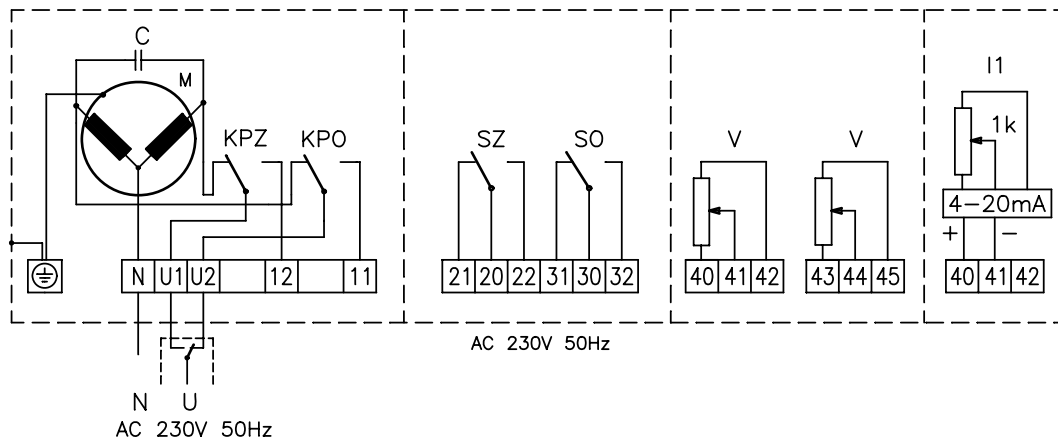 C
M
KPZ KPO
N U1 U2 12 11
N U
AC 230V 50Hz
SZ SO
21 20 22 31 30 32
AC 230V 50Hz
V V
40 41 42 43 44 45
I1
1k
4-20mA
+ -
40 41 42